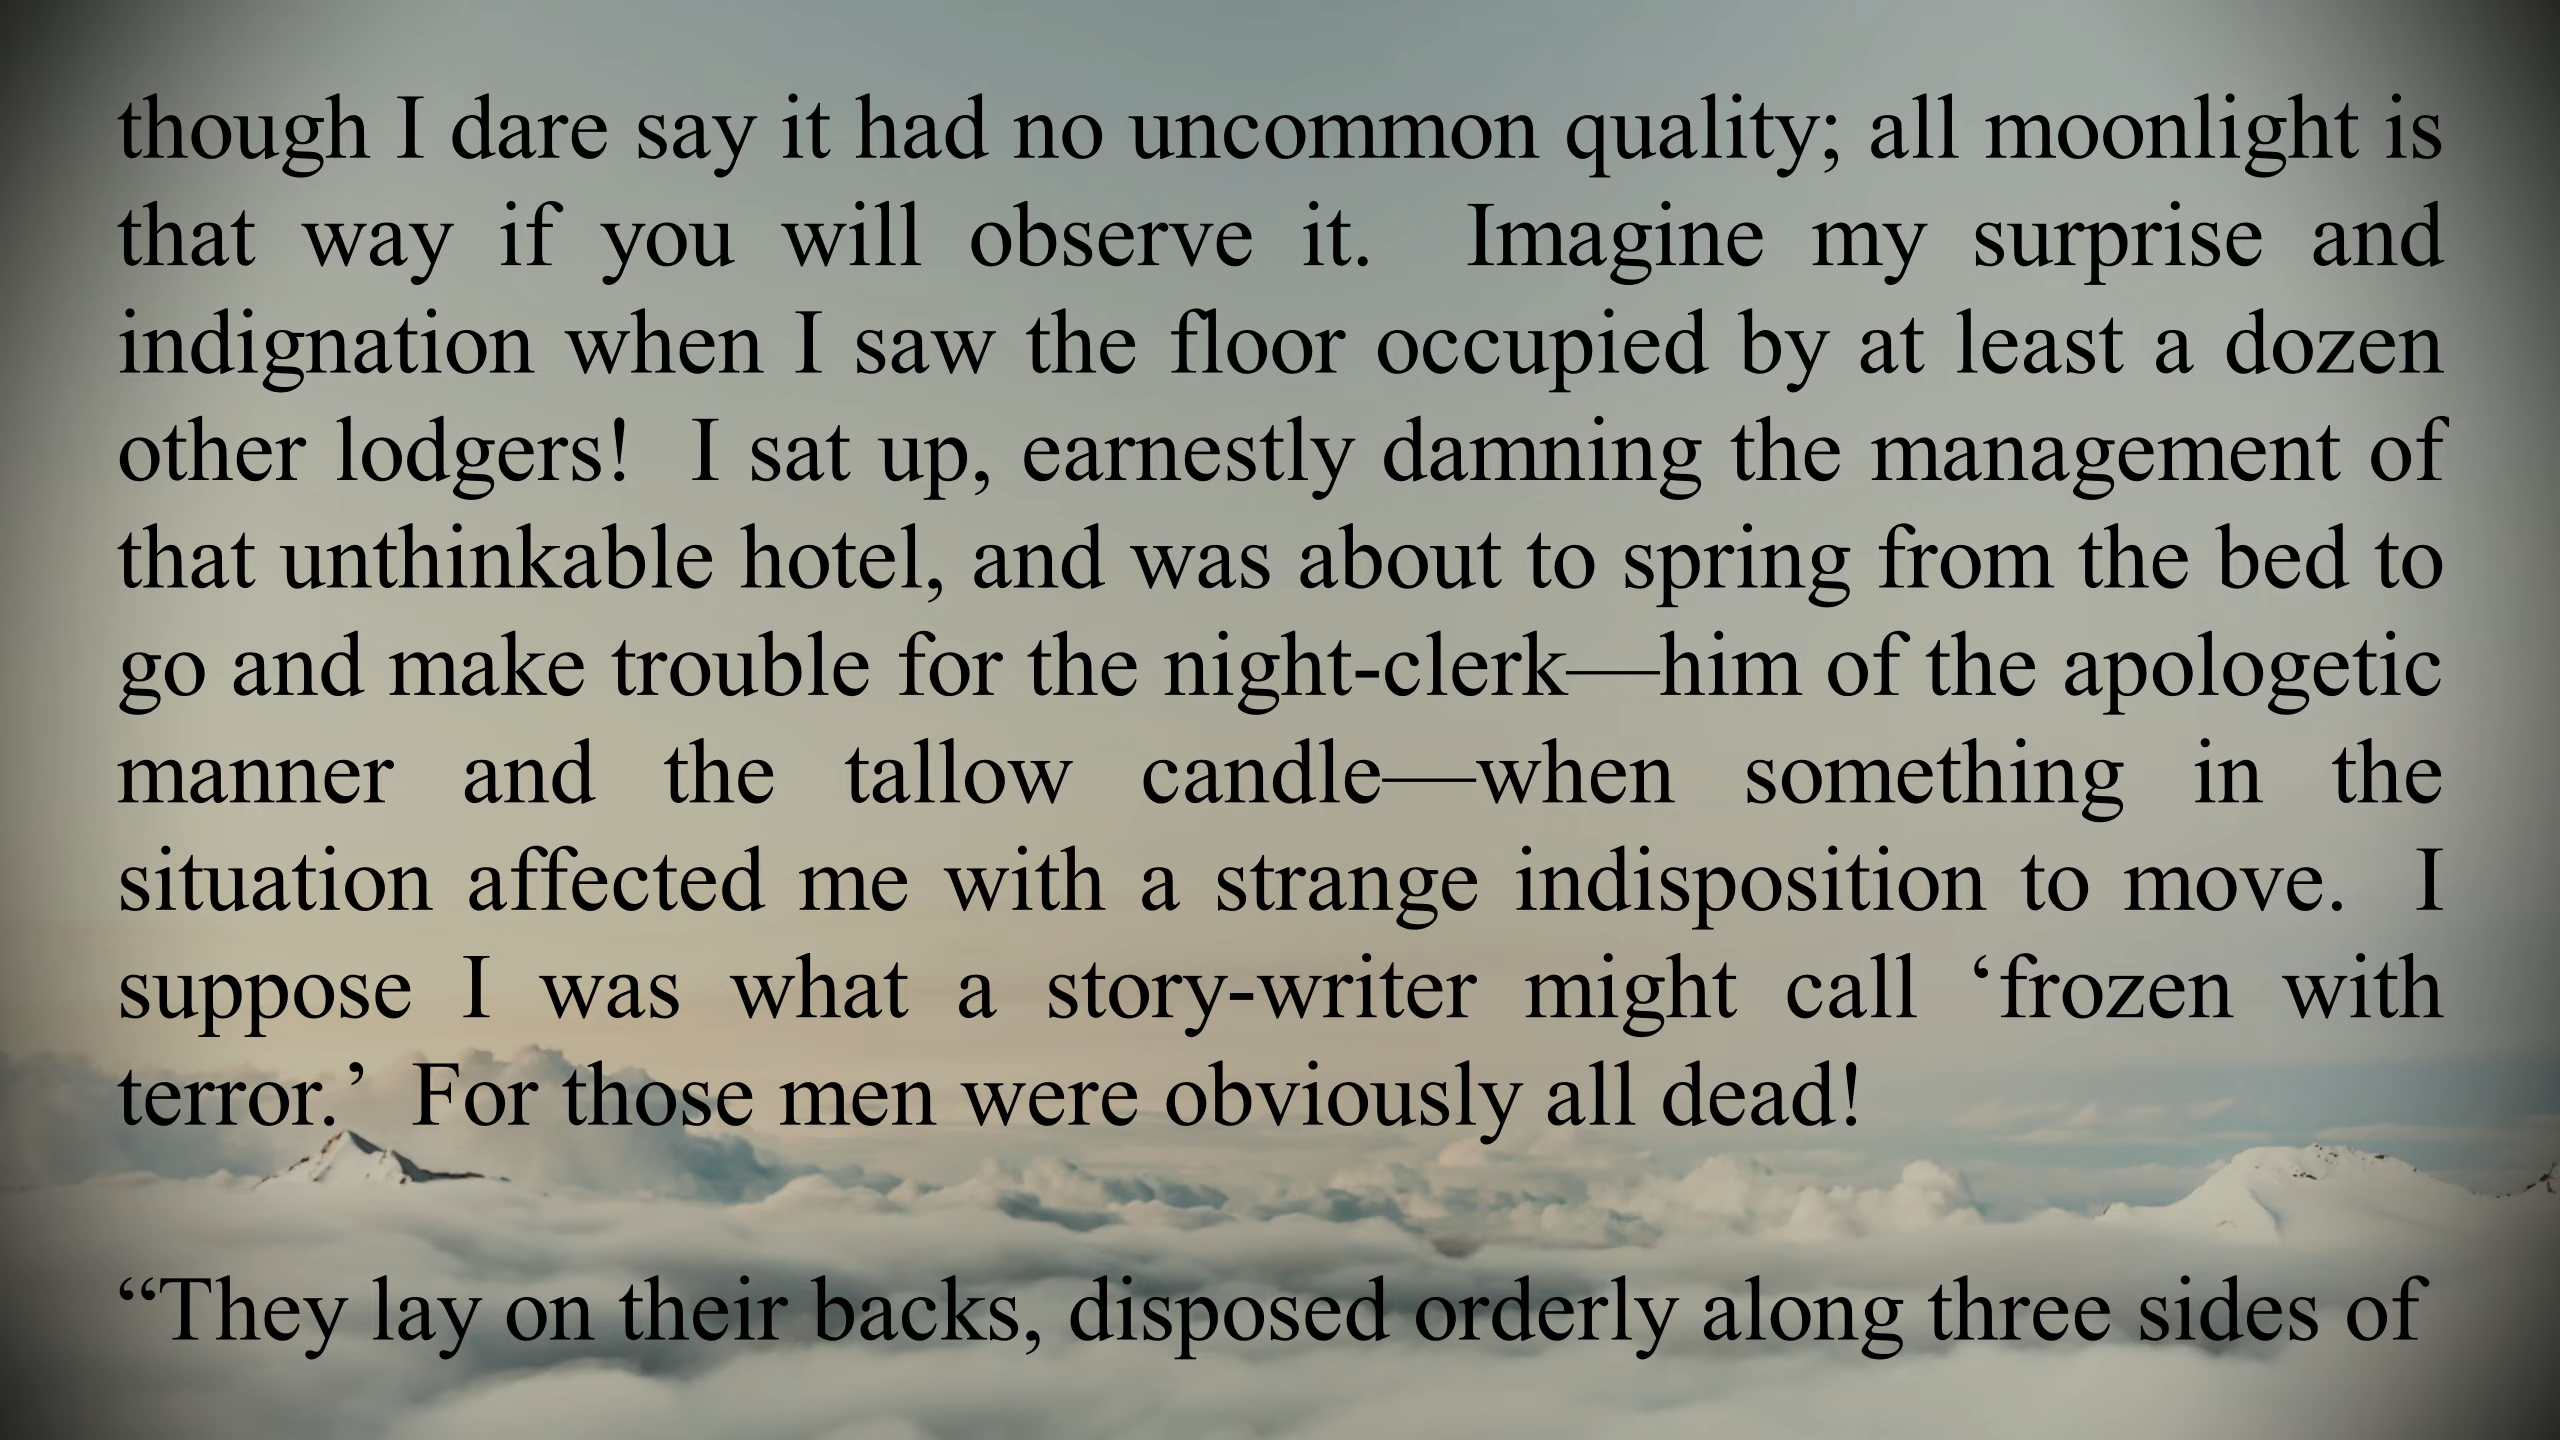 though I dare say it had no uncommon quality; all moonlight is
that way if you will observe it.  Imagine my surprise and
indignation when I saw the floor occupied by at least a dozen
other lodgers!  I sat up, earnestly damning the management of
that unthinkable hotel, and was about to spring from the bed to
go and make trouble for the night-clerk—him of the apologetic
manner and the tallow candle—when something in the
situation affected me with a strange indisposition to move.  I
suppose I was what a story-writer might call ‘frozen with
terror.’  For those men were obviously all dead!
“They lay on their backs, disposed orderly along three sides of